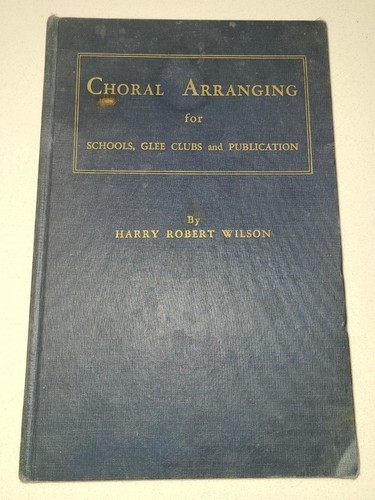 CHORAL ARRANGING
for
SCHOOLS, GLEE CLUBS and PUBLICATION
By
HARRY ROBERT WILSON